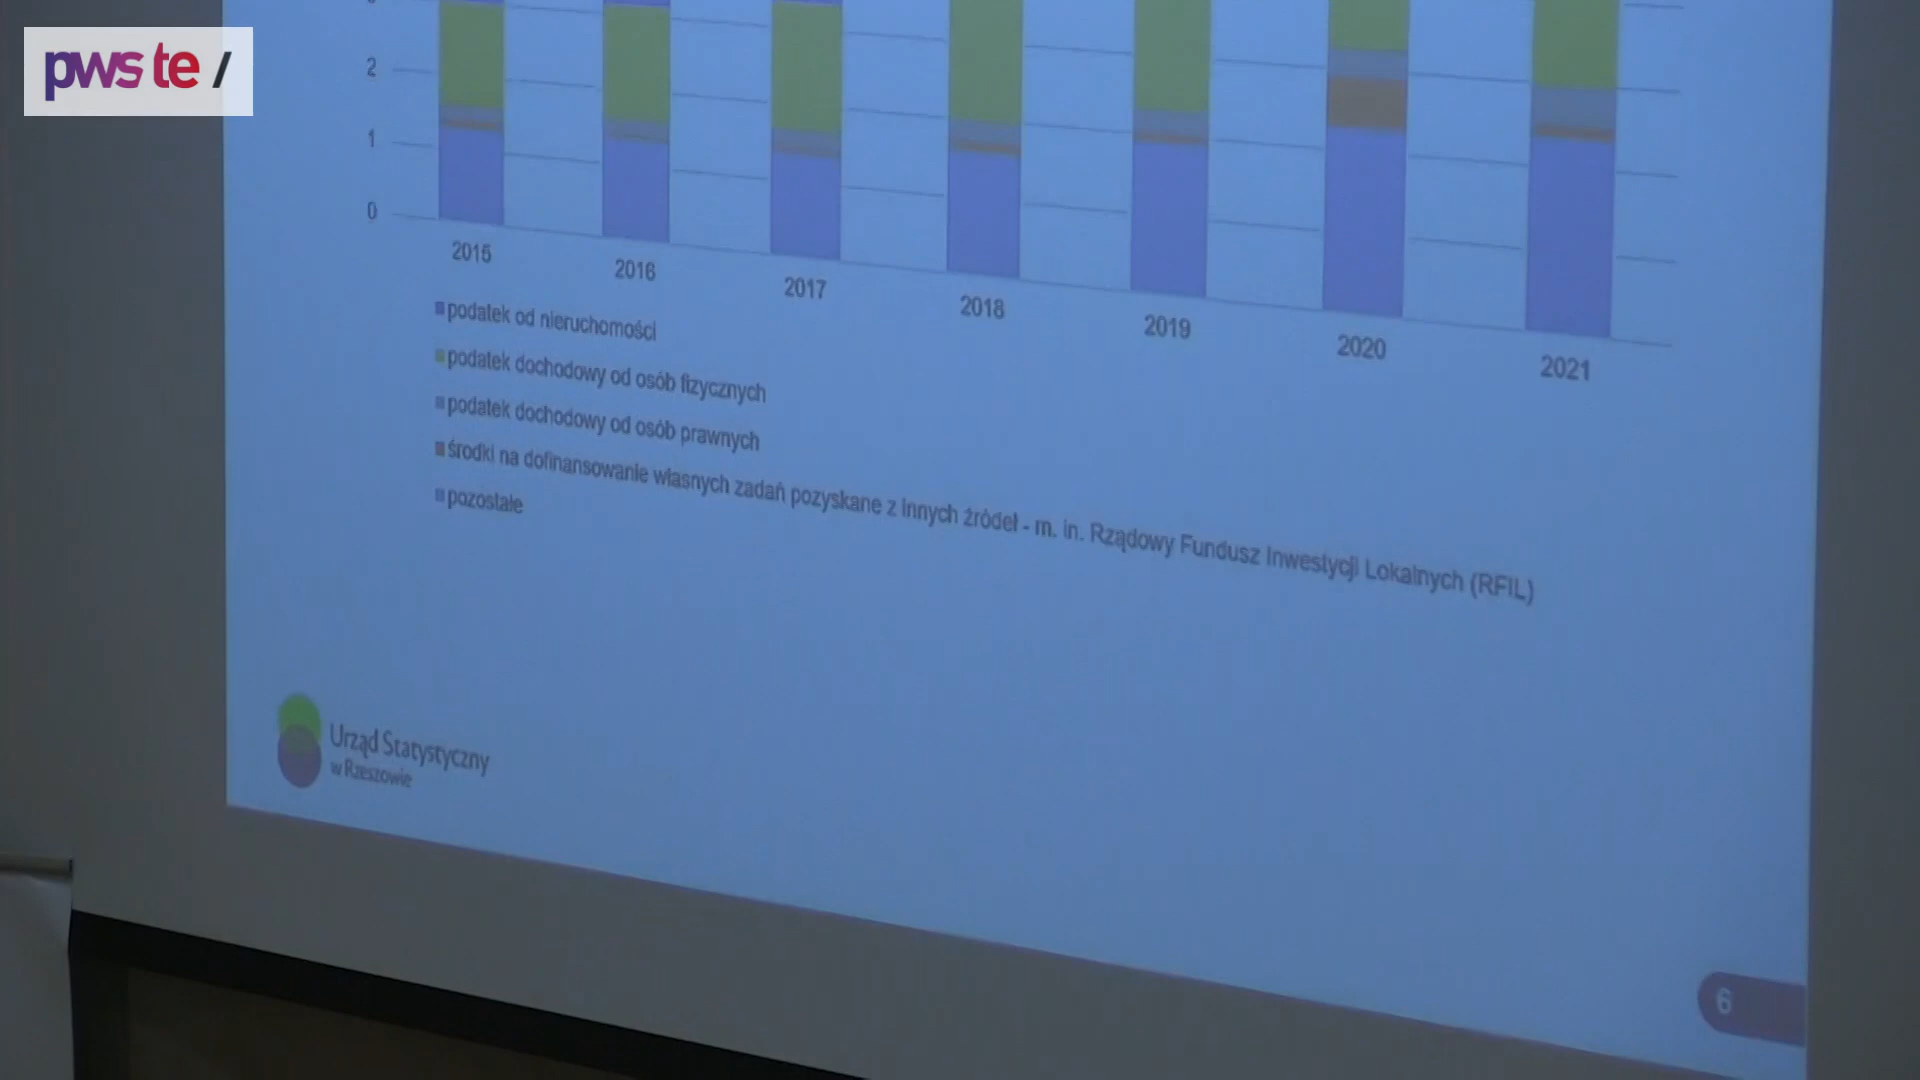 pwste/
2
1
0
2015
2016
2017
2018
2019
2020
2021
podatek od nieruchomości
podatek dochodowy od osób fizycznych
podatek dochodowy od osób prawnych
środki na dofinansowanie własnych zadań pozyskane z innych źródeł - m. in. Rządowy Fundusz Inwestycji Lokalnych (RFIL)
pozostałe
Urząd Statystyczny
w Rzeszowie
6